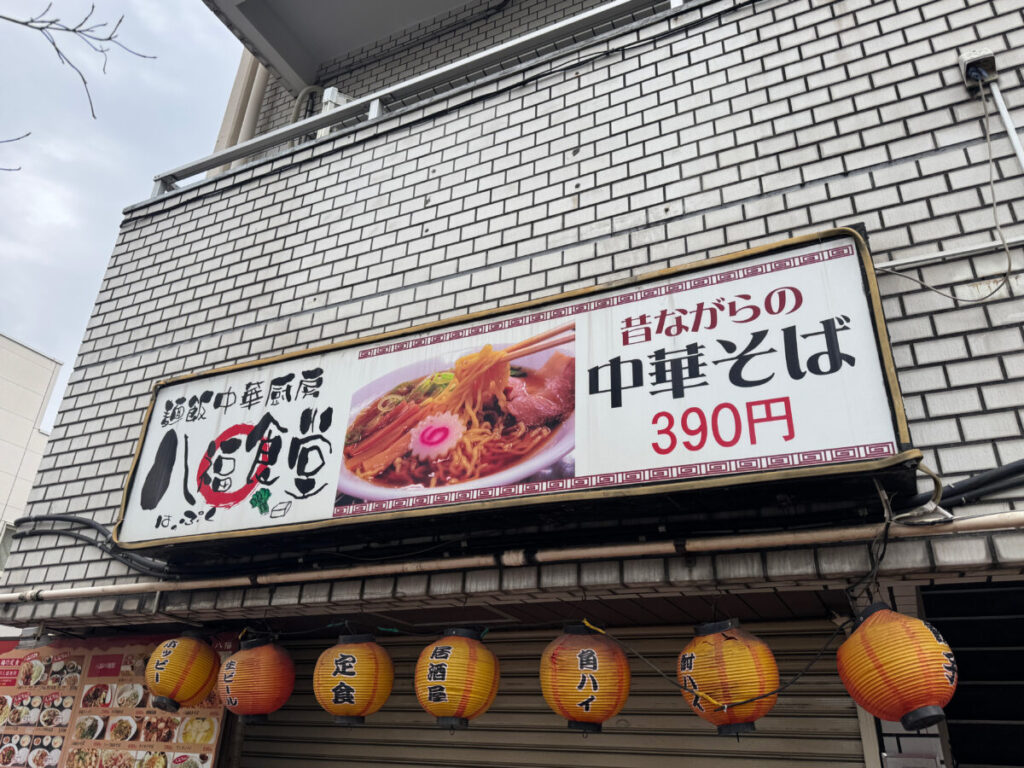 麺飯中華厨房
八福食堂
はっぷく
昔ながらの
中華そば
390円
ホッピー
生ビール
定食
居酒屋
角ハイ
酎ハイ